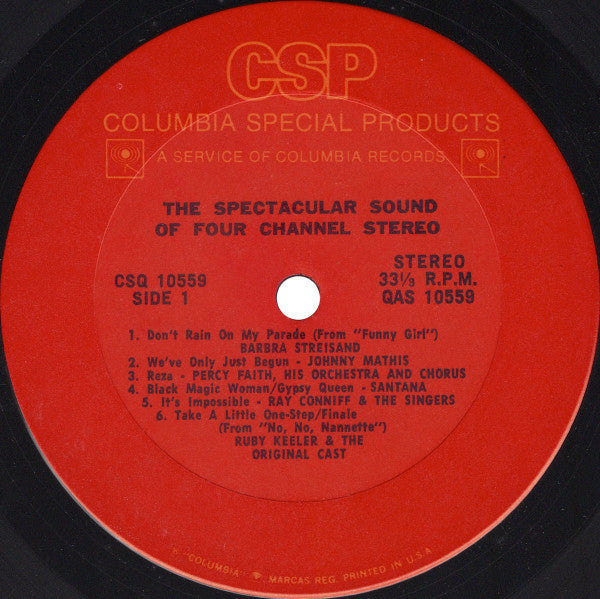 CSP
COLUMBIA SPECIAL PRODUCTS
A SERVICE OF COLUMBIA RECORDS
THE SPECTACULAR SOUND
OF FOUR CHANNEL STEREO
CSQ 10559
SIDE 1
STEREO
33⅓ R.P.M.
QAS 10559
1. Don't Rain On My Parade (From "Funny Girl")
BARBRA STREISAND
2. We've Only Just Begun - JOHNNY MATHIS
3. Reza - PERCY FAITH, HIS ORCHESTRA AND CHORUS
4. Black Magic Woman/Gypsy Queen - SANTANA
5. It's Impossible - RAY CONNIFF & THE SINGERS
6. Take A Little One-Step/Finale
(From "No, No, Nannette")
RUBY KEELER & THE
ORIGINAL CAST
"COLUMBIA" MARCAS REG. PRINTED IN U.S.A